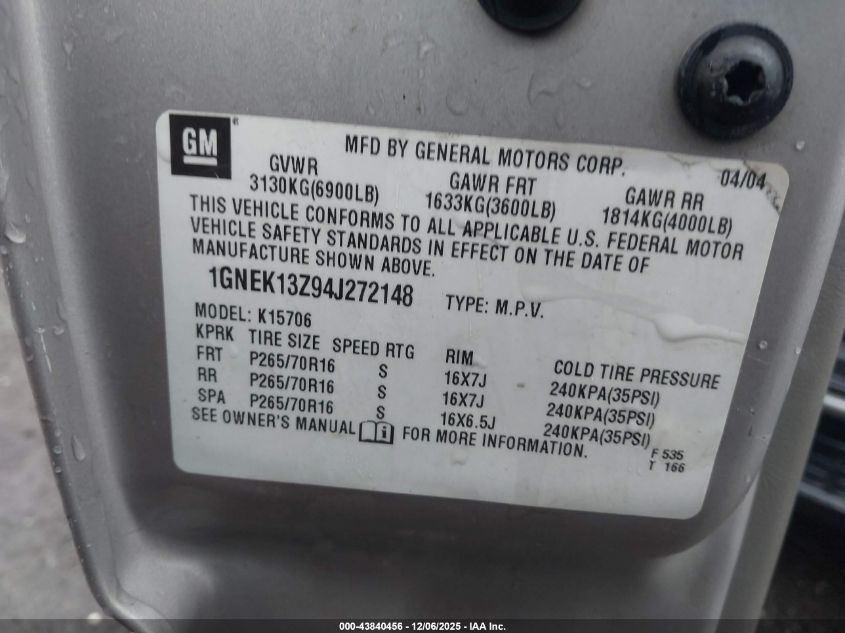 GM
MFD BY GENERAL MOTORS CORP. 04/04
GVWR GAWR FRT GAWR RR
3130KG(6900LB) 1633KG(3600LB) 1814KG(4000LB)
THIS VEHICLE CONFORMS TO ALL APPLICABLE U.S. FEDERAL MOTOR
VEHICLE SAFETY STANDARDS IN EFFECT ON THE DATE OF
MANUFACTURE SHOWN ABOVE.
1GNEK13Z94J272148 TYPE: M.P.V.
MODEL: K15706
KPRK TIRE SIZE SPEED RTG RIM COLD TIRE PRESSURE
FRT P265/70R16 S 16X7J 240KPA(35PSI)
RR P265/70R16 S 16X7J 240KPA(35PSI)
SPA P265/70R16 S 16X6.5J 240KPA(35PSI)
SEE OWNER'S MANUAL i FOR MORE INFORMATION.
F 535
T 166
000-43840456 - 12/06/2025 - IAA Inc.